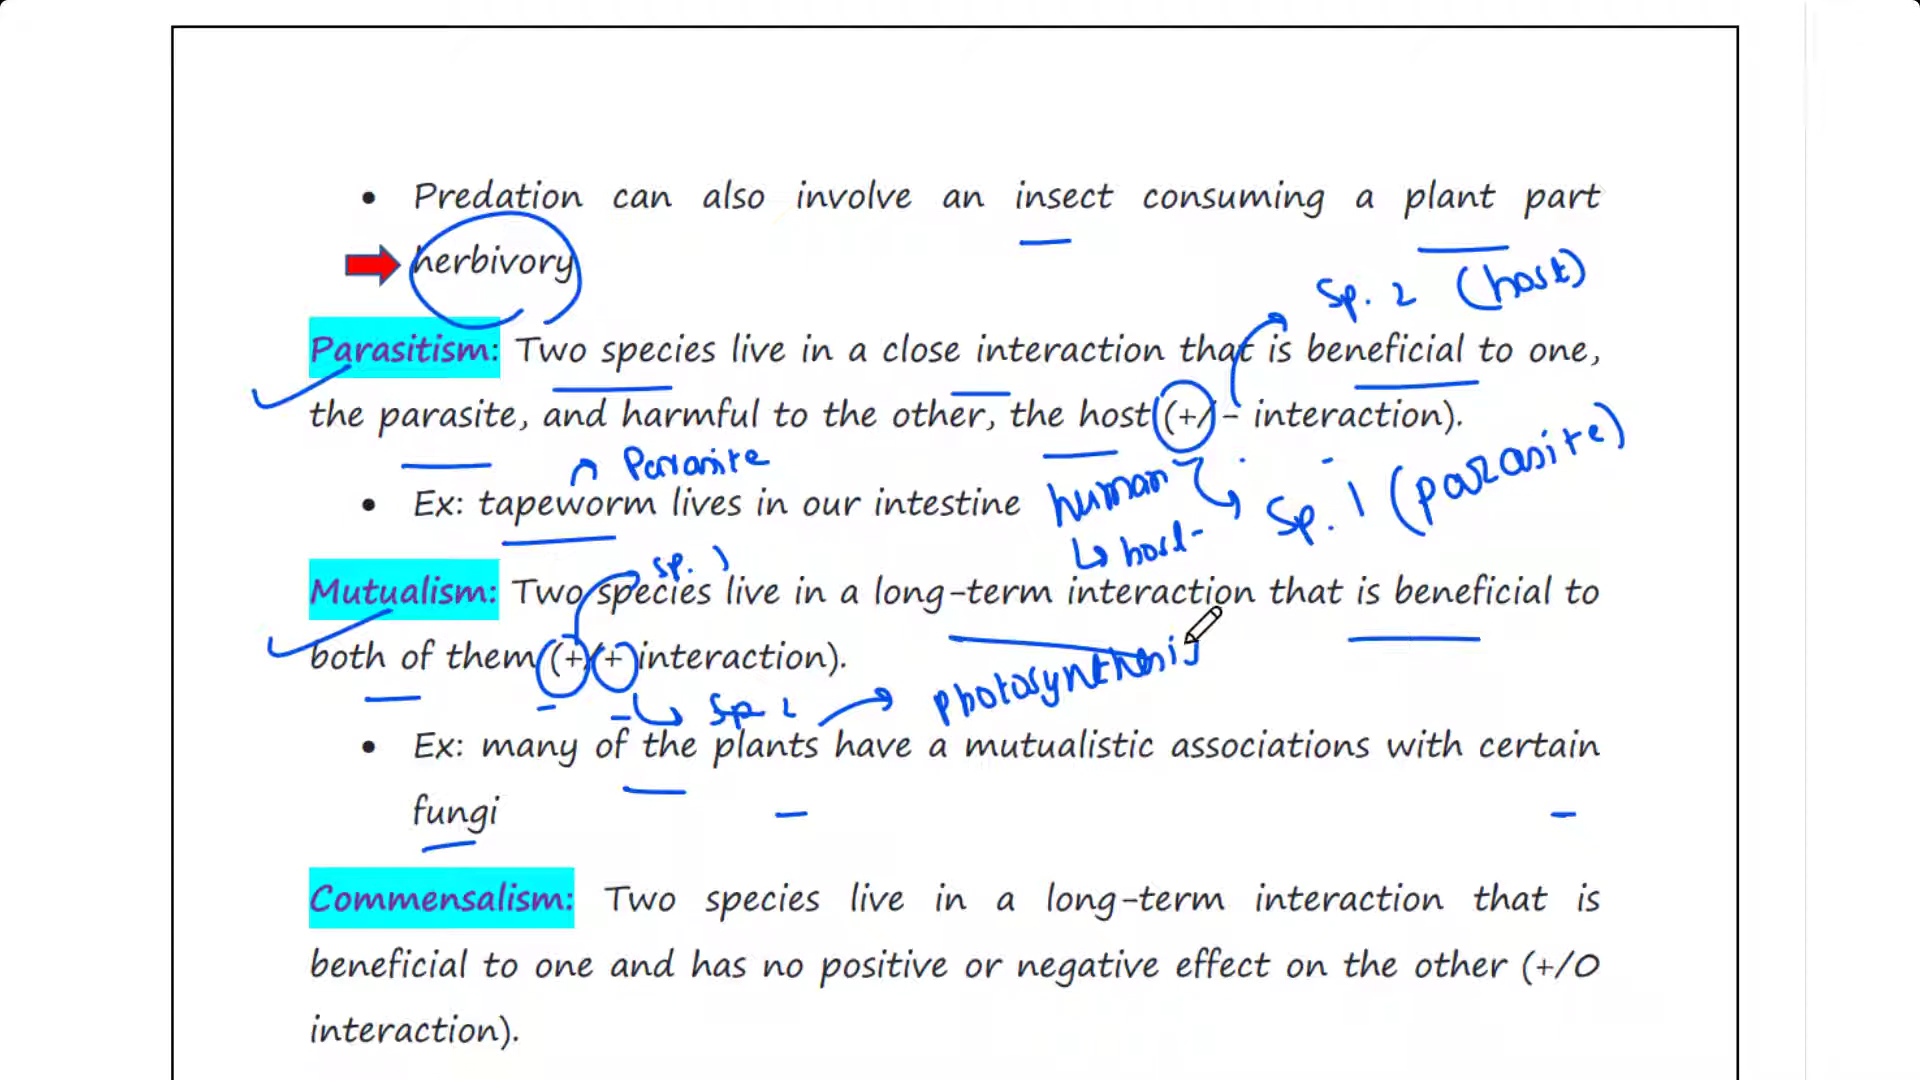 • Predation can also involve an insect consuming a plant part
herbivory
Sp. 2 (host)
Parasitism: Two species live in a close interaction that is beneficial to one,
the parasite, and harmful to the other, the host (+/- interaction).
Parasite
• Ex: tapeworm lives in our intestine
human
Sp. 1 (parasite)
↳ host
sp. 1
Mutualism: Two species live in a long-term interaction that is beneficial to
both of them (+/+ interaction).
Sp 2
photosynthesis
• Ex: many of the plants have a mutualistic associations with certain
fungi
Commensalism: Two species live in a long-term interaction that is
beneficial to one and has no positive or negative effect on the other (+/0
interaction).